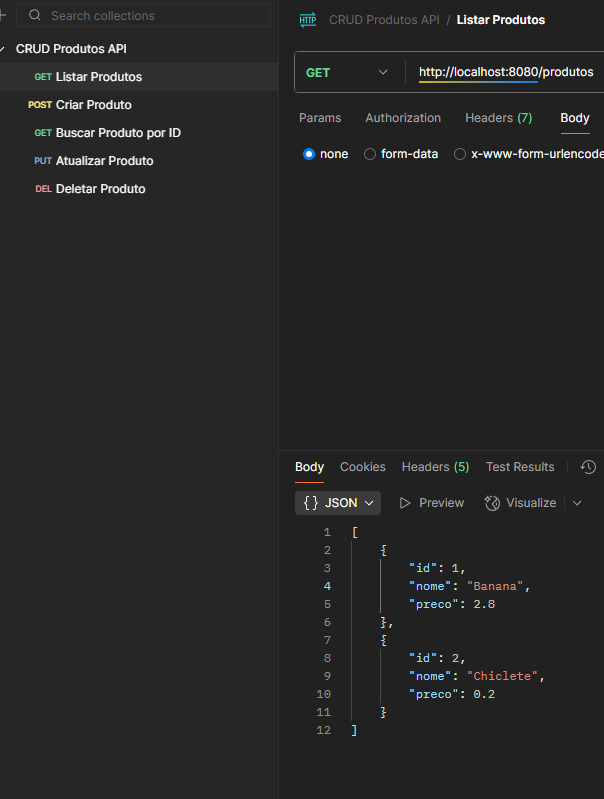 Search collections
CRUD Produtos API
GET Listar Produtos
POST Criar Produto
GET Buscar Produto por ID
PUT Atualizar Produto
DEL Deletar Produto
HTTP CRUD Produtos API / Listar Produtos
GET http://localhost:8080/produtos
Params Authorization Headers (7) Body
none form-data x-www-form-urlencode
Body Cookies Headers (5) Test Results
{ } JSON Preview Visualize
1 [
2 {
3 "id": 1,
4 "nome": "Banana",
5 "preco": 2.8
6 },
7 {
8 "id": 2,
9 "nome": "Chiclete",
10 "preco": 0.2
11 }
12 ]